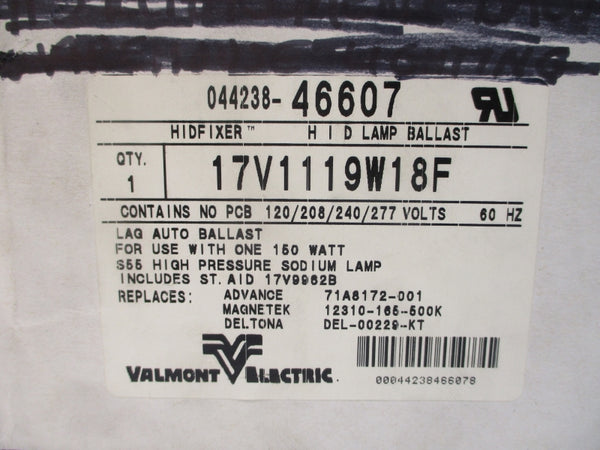 044238-46607
HIDFIXER™ HID LAMP BALLAST
QTY. 1 17V1119W18F
CONTAINS NO PCB 120/208/240/277 VOLTS 60 HZ
LAG AUTO BALLAST
FOR USE WITH ONE 150 WATT
S55 HIGH PRESSURE SODIUM LAMP
INCLUDES ST. AID 17V9962B
REPLACES: ADVANCE 71A8172-001
MAGNETEK 12310-165-500K
DELTONA DEL-00229-KT
VALMONT ELECTRIC.
00044238466078